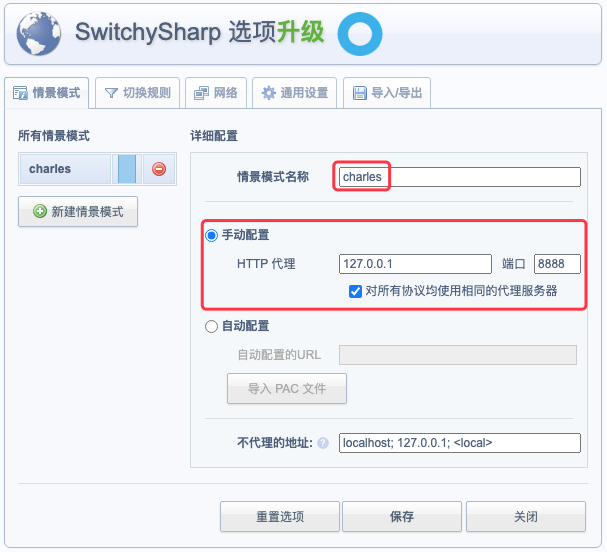 SwitchySharp 选项升级
情景模式 切换规则 网络 通用设置 导入/导出
所有情景模式
charles
新建情景模式
详细配置
情景模式名称 charles
手动配置
HTTP 代理 127.0.0.1 端口 8888
对所有协议均使用相同的代理服务器
自动配置
自动配置的URL
导入 PAC 文件
不代理的地址: ? localhost; 127.0.0.1; <local>
重置选项 保存 关闭